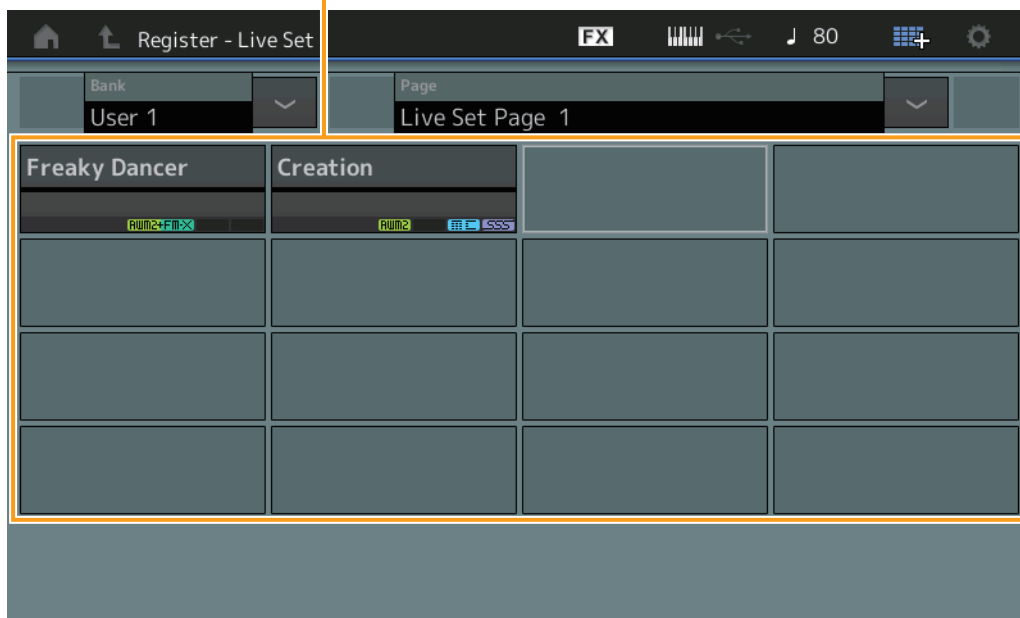 Register - Live Set
FX
80
Bank
User 1
Page
Live Set Page 1
Freaky Dancer
Creation
AWM2+FM-X
AWM2
SSS